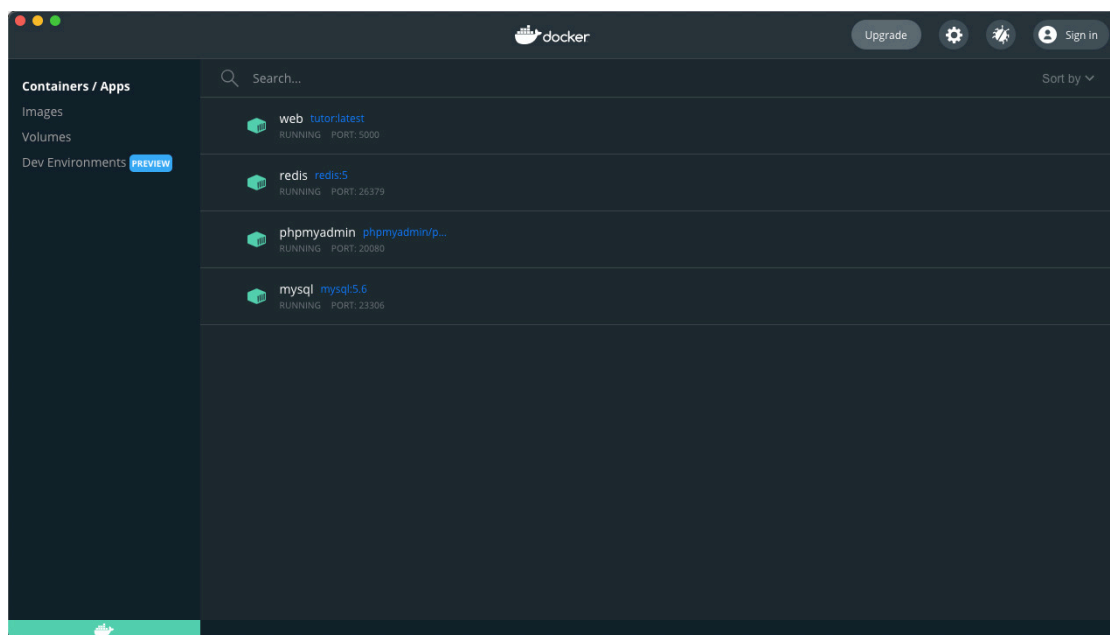 docker
Upgrade
Sign in
Containers / Apps
Images
Volumes
Dev Environments PREVIEW
Search...
Sort by
web tutor:latest
RUNNING PORT: 5000
redis redis:5
RUNNING PORT: 26379
phpmyadmin phpmyadmin/p...
RUNNING PORT: 20080
mysql mysql:5.6
RUNNING PORT: 23306